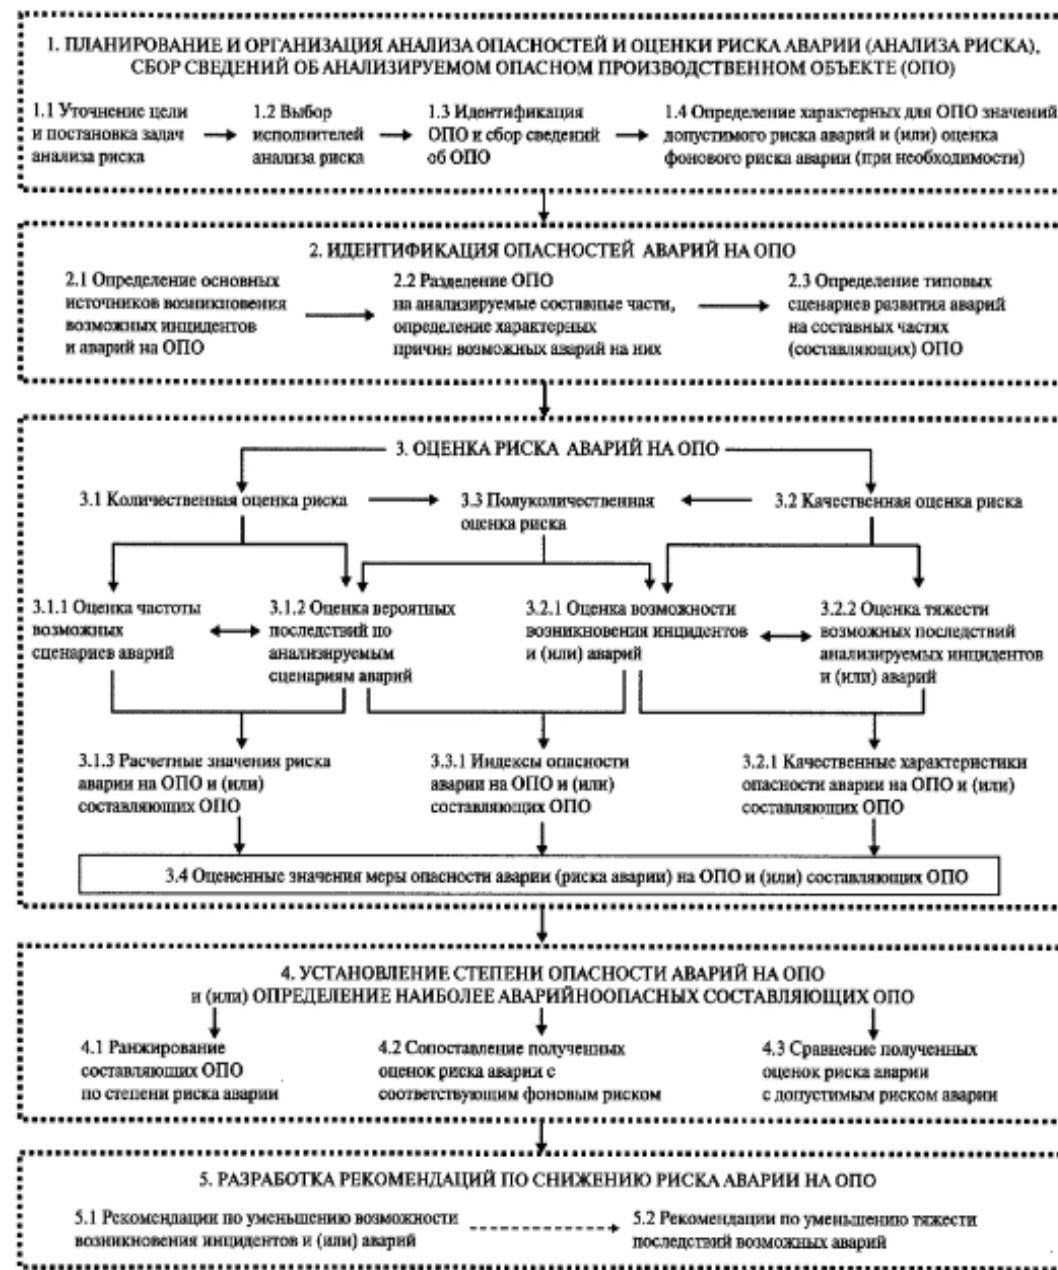 1. ПЛАНИРОВАНИЕ И ОРГАНИЗАЦИЯ АНАЛИЗА ОПАСНОСТЕЙ И ОЦЕНКИ РИСКА АВАРИИ (АНАЛИЗА РИСКА),
СБОР СВЕДЕНИЙ ОБ АНАЛИЗИРУЕМОМ ОПАСНОМ ПРОИЗВОДСТВЕННОМ ОБЪЕКТЕ (ОПО)
1.1 Уточнение цели
и постановка задач
анализа риска
1.2 Выбор
исполнителей
анализа риска
1.3 Идентификация
ОПО и сбор сведений
об ОПО
1.4 Определение характерных для ОПО значений
допустимого риска аварий и (или) оценка
фонового риска аварии (при необходимости)
2. ИДЕНТИФИКАЦИЯ ОПАСНОСТЕЙ АВАРИЙ НА ОПО
2.1 Определение основных
источников возникновения
возможных инцидентов
и аварий на ОПО
2.2 Разделение ОПО
на анализируемые составные части,
определение характерных
причин возможных аварий на них
2.3 Определение типовых
сценариев развития аварий
на составных частях
(составляющих) ОПО
3. ОЦЕНКА РИСКА АВАРИЙ НА ОПО
3.1 Количественная оценка риска
3.3 Полуколичественная
оценка риска
3.2 Качественная оценка риска
3.1.1 Оценка частоты
возможных
сценариев аварий
3.1.2 Оценка вероятных
последствий по
анализируемым
сценариям аварий
3.2.1 Оценка возможности
возникновения инцидентов
и (или) аварий
3.2.2 Оценка тяжести
возможных последствий
анализируемых инцидентов
и (или) аварий
3.1.3 Расчетные значения риска
аварии на ОПО и (или)
составляющих ОПО
3.3.1 Индексы опасности
аварии на ОПО и (или)
составляющих ОПО
3.2.1 Качественные характеристики
опасности аварии на ОПО и (или)
составляющих ОПО
3.4 Оцененные значения меры опасности аварии (риска аварии) на ОПО и (или) составляющих ОПО
4. УСТАНОВЛЕНИЕ СТЕПЕНИ ОПАСНОСТИ АВАРИЙ НА ОПО
и (или) ОПРЕДЕЛЕНИЕ НАИБОЛЕЕ АВАРИЙНООПАСНЫХ СОСТАВЛЯЮЩИХ ОПО
4.1 Ранжирование
составляющих ОПО
по степени риска аварии
4.2 Сопоставление полученных
оценок риска аварии с
соответствующим фоновым риском
4.3 Сравнение полученных
оценок риска аварии
с допустимым риском аварии
5. РАЗРАБОТКА РЕКОМЕНДАЦИЙ ПО СНИЖЕНИЮ РИСКА АВАРИИ НА ОПО
5.1 Рекомендации по уменьшению возможности
возникновения инцидентов и (или) аварий
5.2 Рекомендации по уменьшению тяжести
последствий возможных аварий